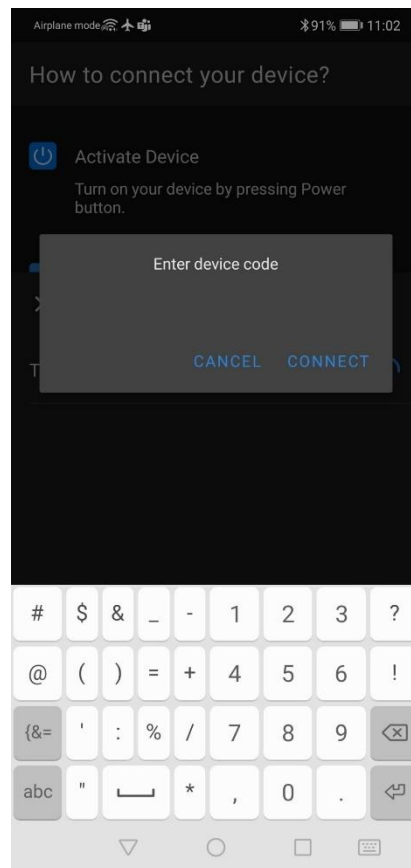 Airplane mode 91% 11:02
How to connect your device?
Activate Device
Turn on your device by pressing Power
button.
Enter device code
CANCEL CONNECT
T
# $ & _ - 1 2 3 ?
@ ( ) = + 4 5 6 !
{&= ' : % / 7 8 9
abc " * , 0 .